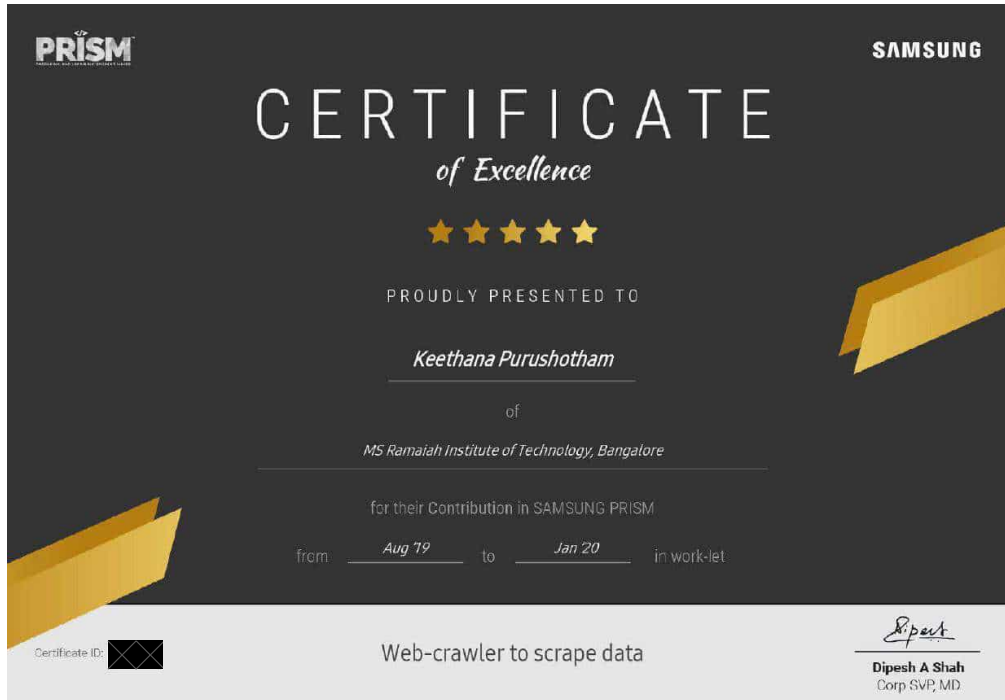 </>
PRISM
SAMSUNG
CERTIFICATE
of Excellence
PROUDLY PRESENTED TO
Keethana Purushotham
of
MS Ramaiah Institute of Technology, Bangalore
for their Contribution in SAMSUNG PRISM
from Aug '19 to Jan '20 in work-let
Certificate ID:
Web-crawler to scrape data
Dipesh
Dipesh A Shah
Corp SVP, MD